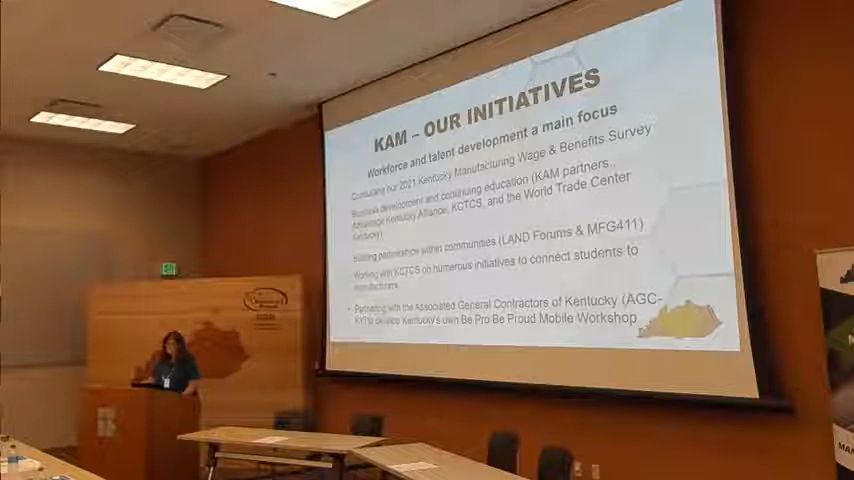 KAM – OUR INITIATIVES
Workforce and talent development a main focus
Conducting our 2021 Kentucky Manufacturing Wage & Benefits Survey
Business development and continuing education (KAM partners..
Advantage Kentucky Alliance, KCTCS, and the World Trade Center
Kentucky)
Building partnerships within communities (LAND Forums & MFG411)
Working with KCTCS on numerous initiatives to connect students to
manufacturers
• Partnering with the Associated General Contractors of Kentucky (AGC-
KY) to develop Kentucky's own Be Pro Be Proud Mobile Workshop